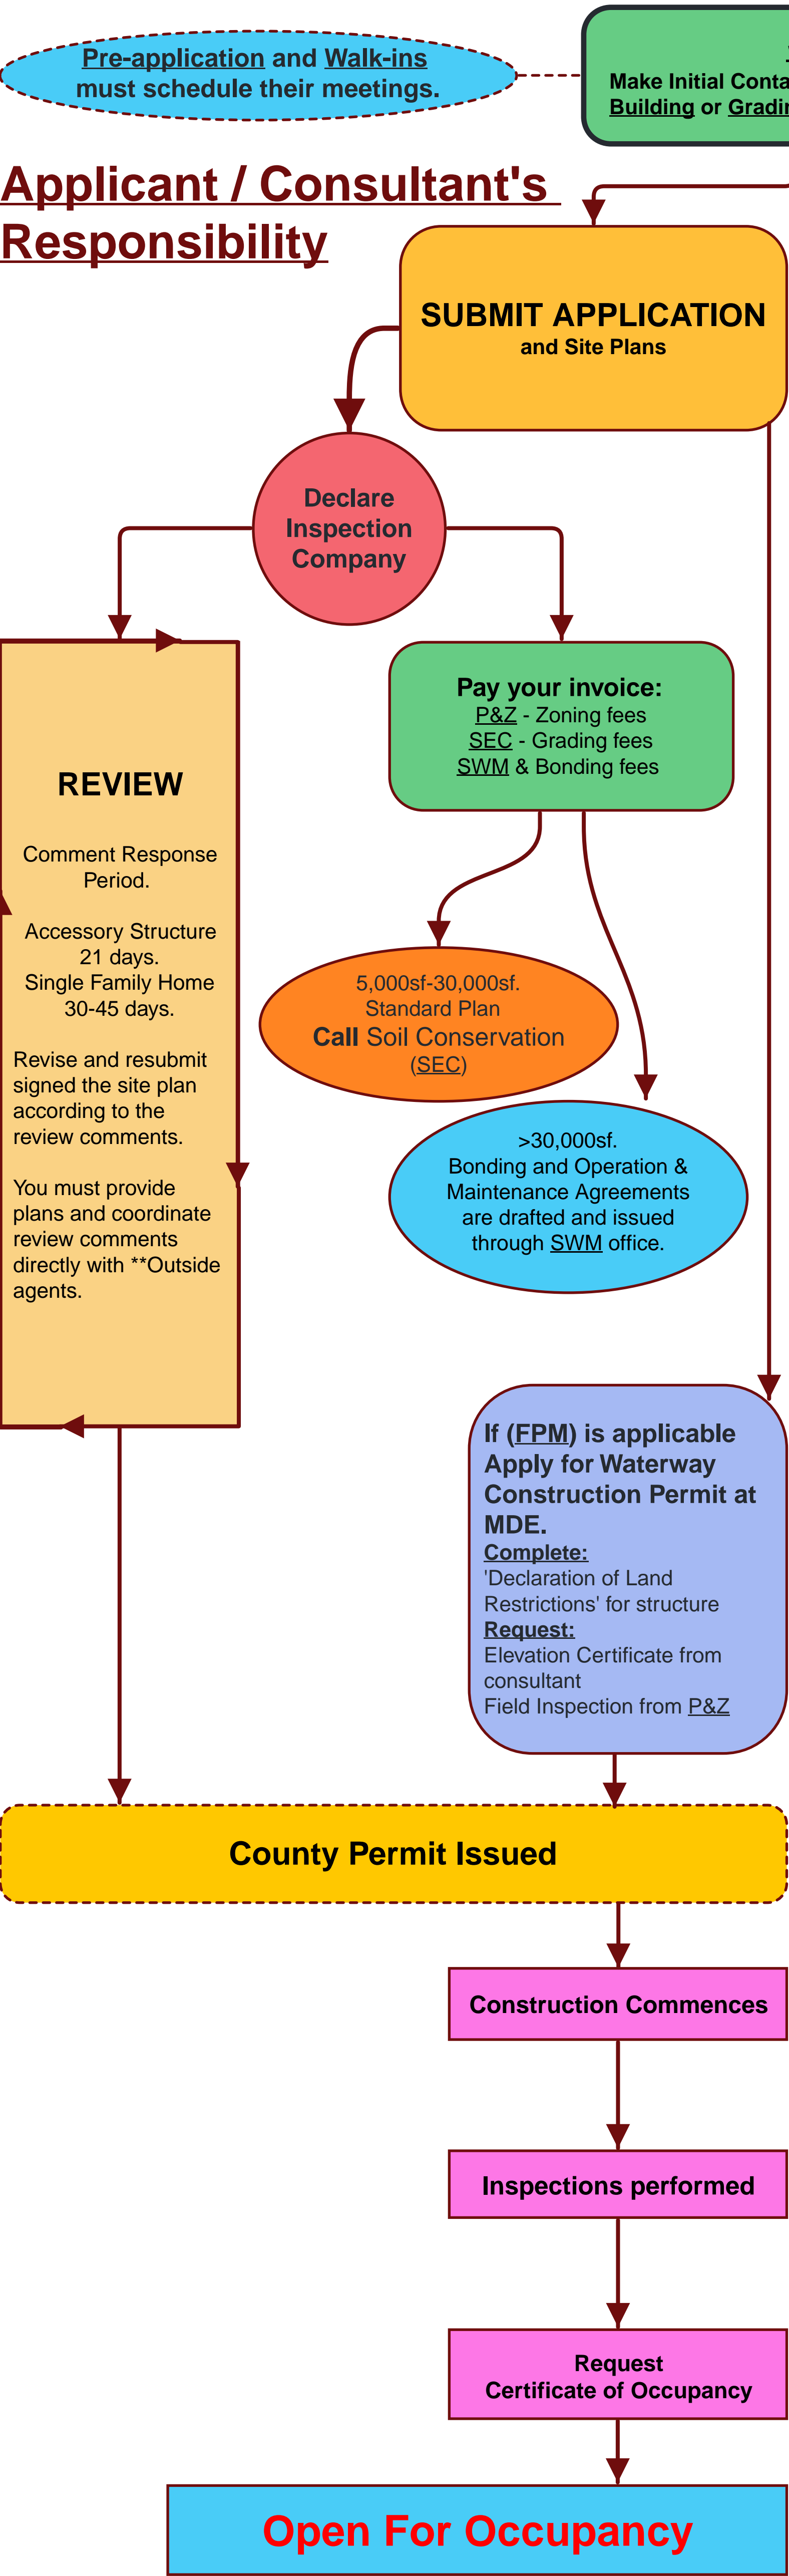 Pre-application and Walk-ins
must schedule their meetings.
Make Initial
Building or
Applicant / Consultant's
Responsibility
SUBMIT APPLICATION
and Site Plans
Declare
Inspection
Company
Pay your invoice:
P&Z - Zoning fees
SEC - Grading fees
SWM & Bonding fees
REVIEW
Comment Response
Period.
Accessory Structure
21 days.
Single Family Home
30-45 days.
Revise and resubmit
signed the site plan
according to the
review comments.
You must provide
plans and coordinate
review comments
directly with **Outside
agents.
5,000sf-30,000sf.
Standard Plan
Call Soil Conservation
(SEC)
>30,000sf.
Bonding and Operation &
Maintenance Agreements
are drafted and issued
through SWM office.
If (FPM) is applicable
Apply for Waterway
Construction Permit at
MDE.
Complete:
'Declaration of Land
Restrictions' for structure
Request:
Elevation Certificate from
consultant
Field Inspection from P&Z
County Permit Issued
Construction Commences
Inspections performed
Request
Certificate of Occupancy
Open For Occupancy